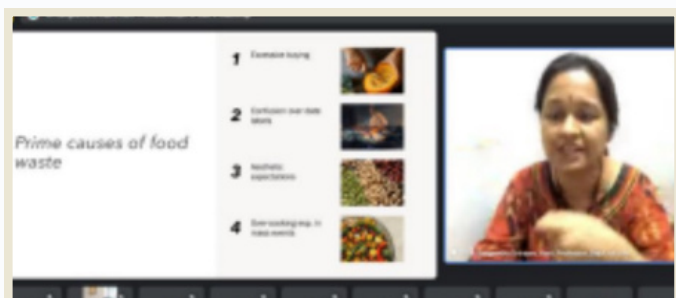 Prime causes of food
waste
1 Excessive buying
2 Confusion over date
labels
3 Aesthetic
expectations
4 Over-cooking esp. in
mass events